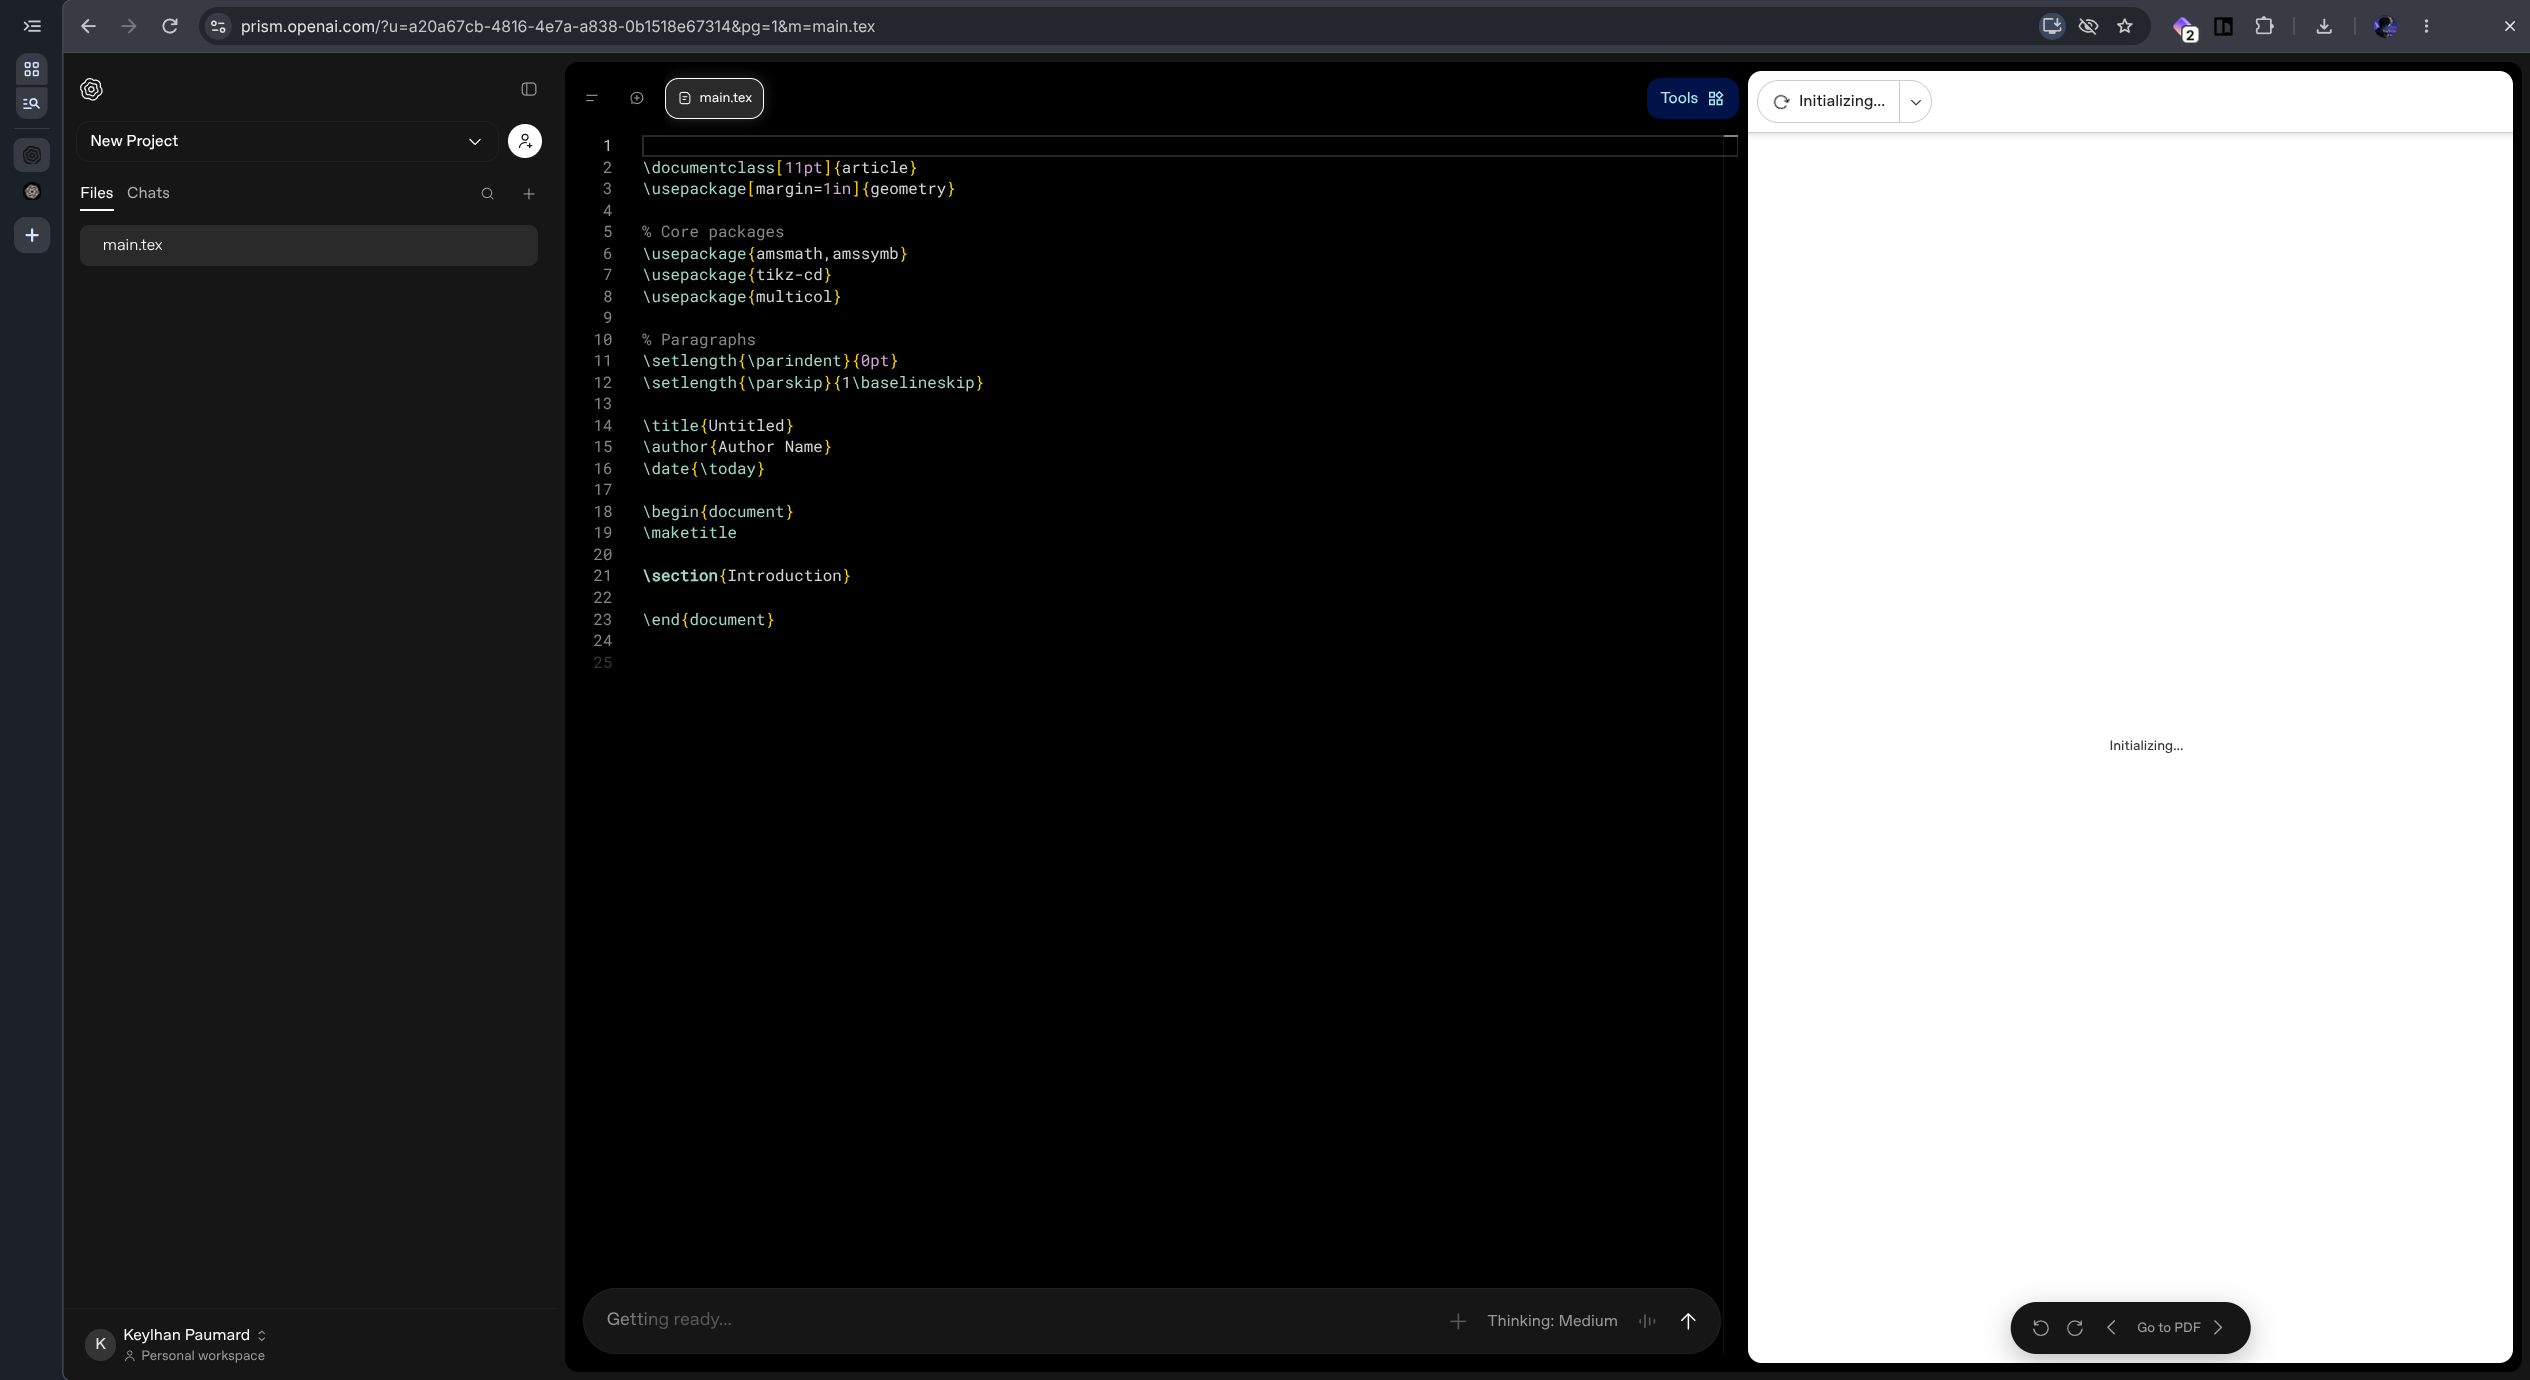 prism.openai.com/?u=a20a67cb-4816-4e7a-a838-0b1518e67314&pg=1&m=main.tex
2
New Project
Files Chats
main.tex
main.tex
Tools
Initializing...
1
2 \documentclass[11pt]{article}
3 \usepackage[margin=1in]{geometry}
4
5 % Core packages
6 \usepackage{amsmath,amssymb}
7 \usepackage{tikz-cd}
8 \usepackage{multicol}
9
10 % Paragraphs
11 \setlength{\parindent}{0pt}
12 \setlength{\parskip}{1\baselineskip}
13
14 \title{Untitled}
15 \author{Author Name}
16 \date{\today}
17
18 \begin{document}
19 \maketitle
20
21 \section{Introduction}
22
23 \end{document}
24
25
Initializing...
Getting ready...
Thinking: Medium
Go to PDF
K
Keylhan Paumard
Personal workspace